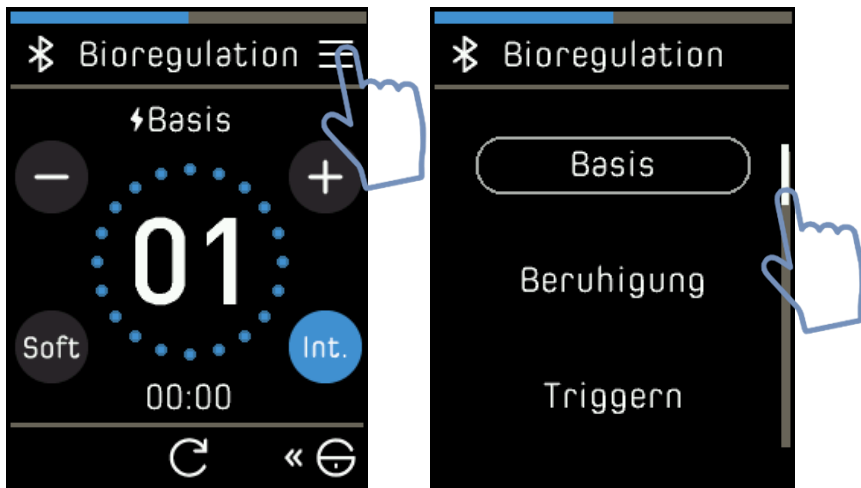 Bioregulation
Basis
01
Soft
Int.
00:00
«
Bioregulation
Basis
Beruhigung
Triggern